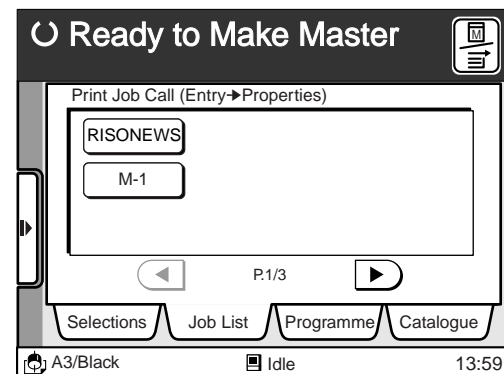 Ready to Make Master
M
Print Job Call (Entry➔Properties)
RISONEWS
M-1
P.1/3
Selections Job List Programme Catalogue
A3/Black Idle 13:59